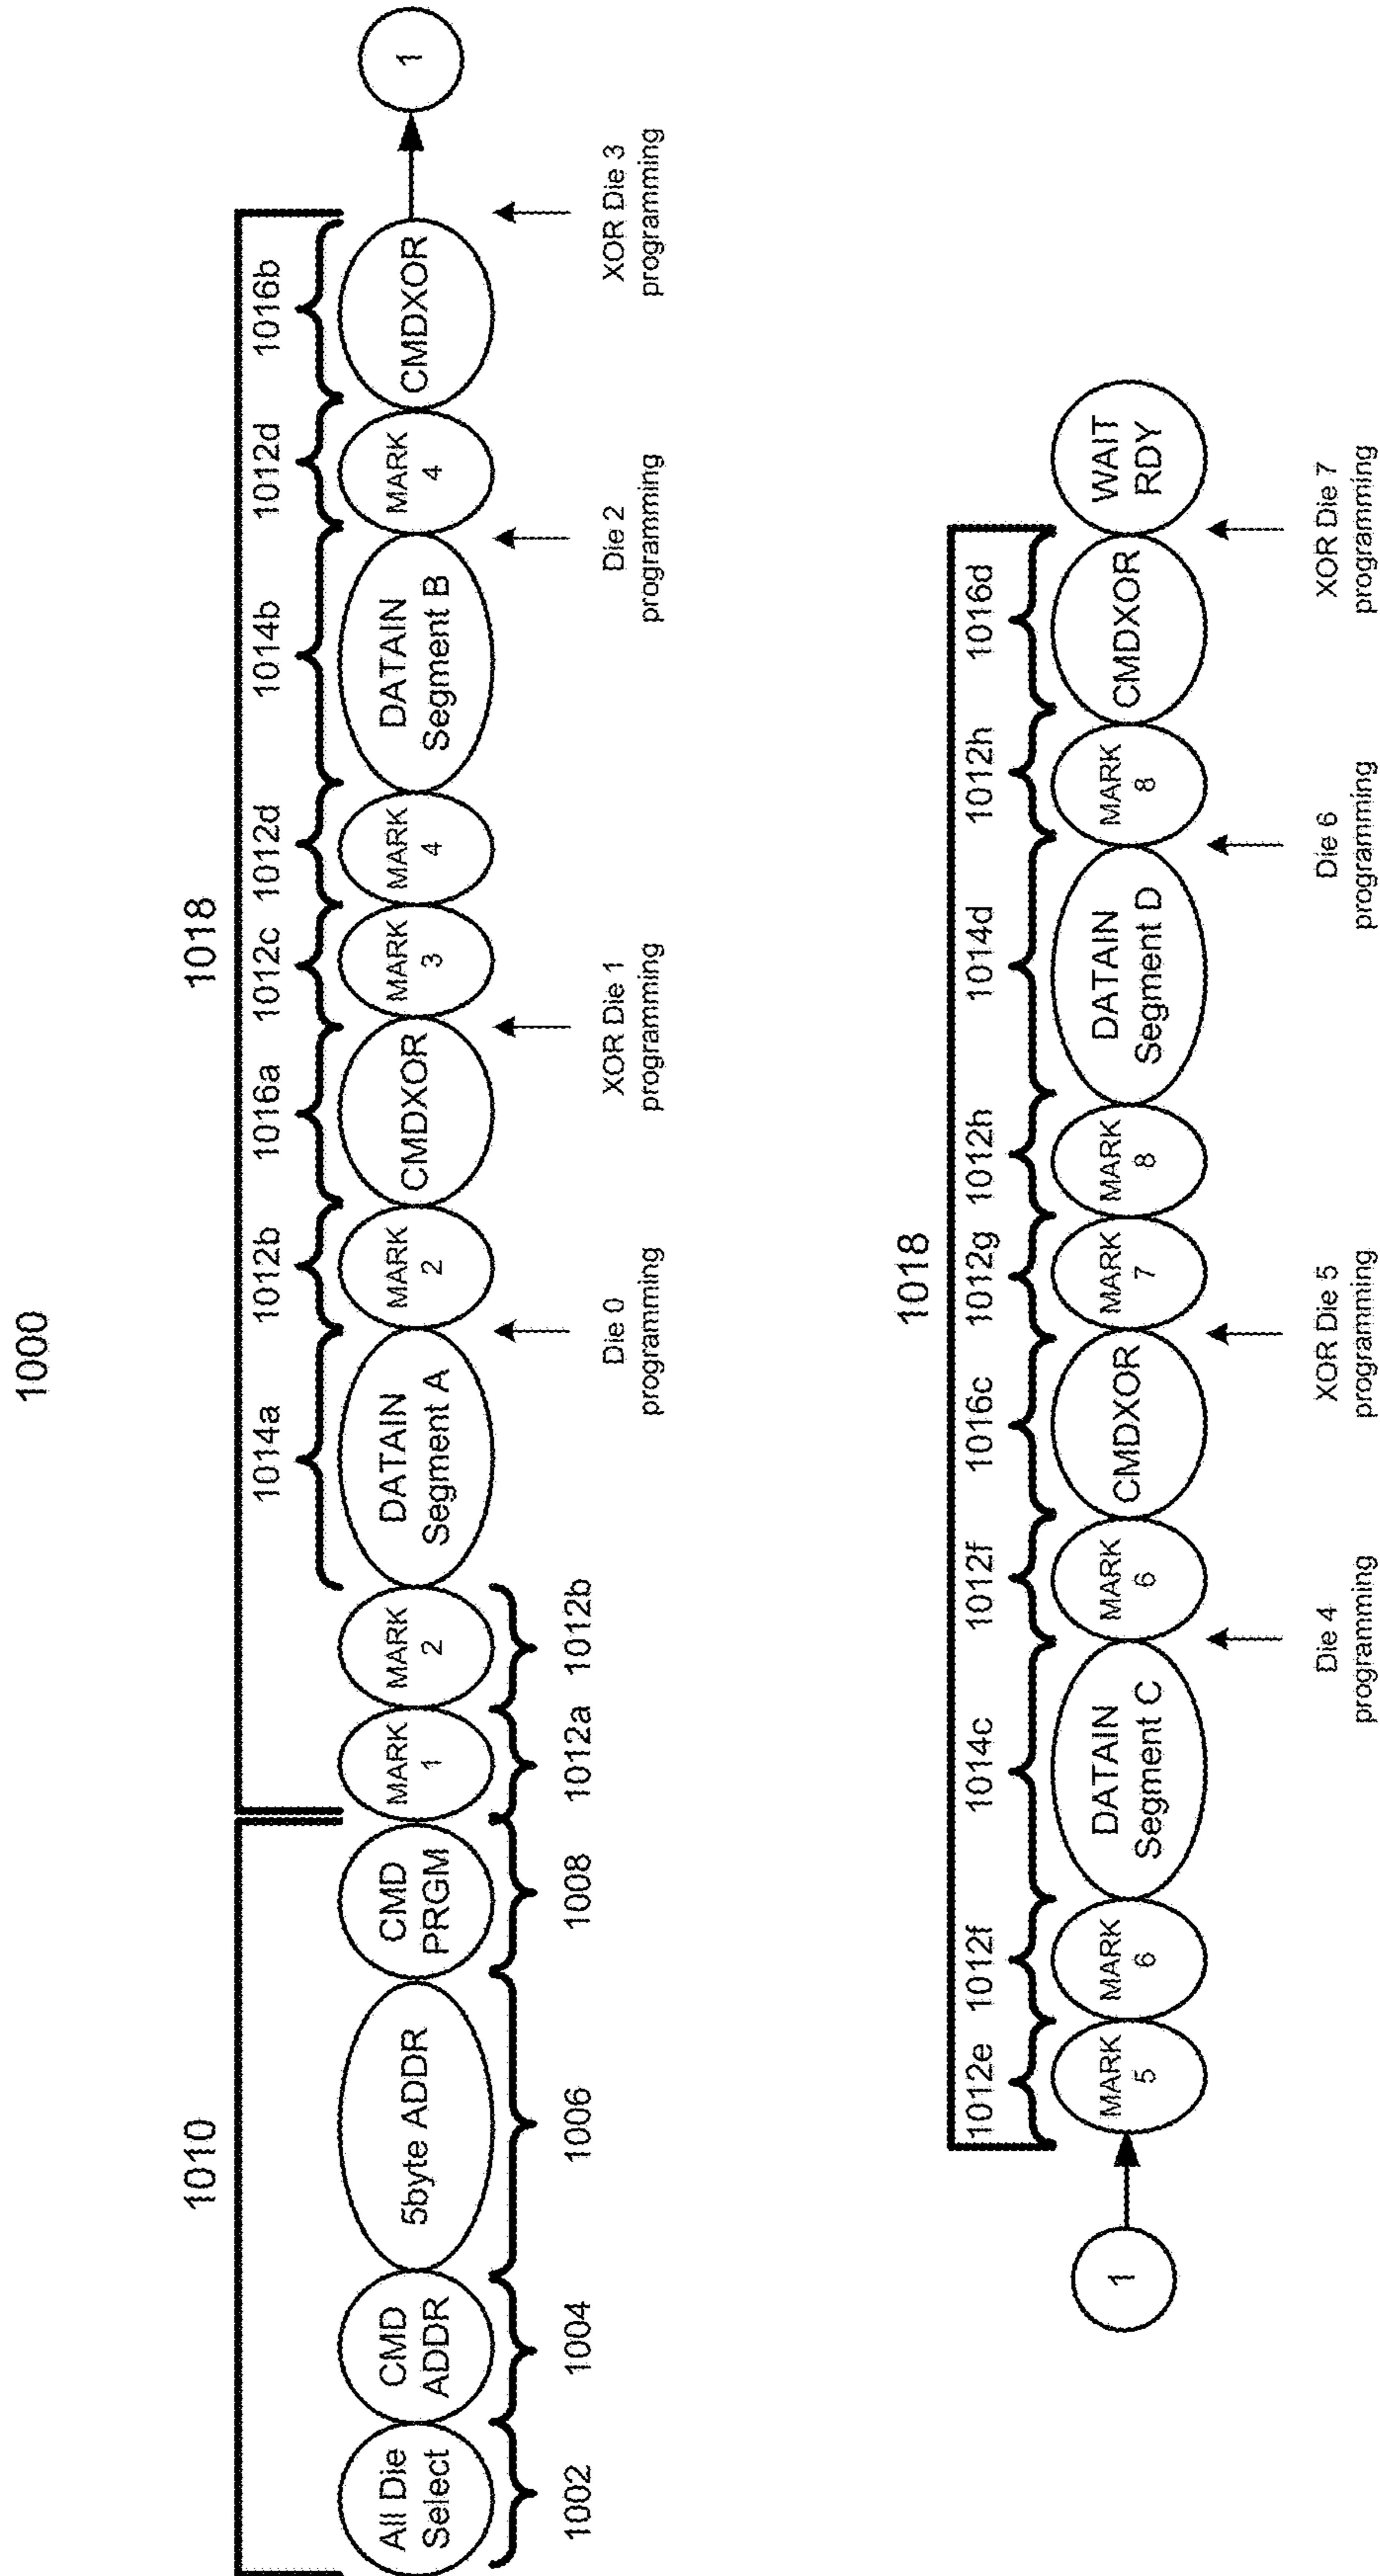 1000
1010
1018
1014a
1012b
1016a
1012c
1012d
1014b
1012d
1016b
All Die
Select
CMD
ADDR
5byte ADDR
CMD
PRGM
MARK
1
MARK
2
DATAIN
Segment A
MARK
2
CMDXOR
MARK
3
MARK
4
DATAIN
Segment B
MARK
4
CMDXOR
1
1002
1004
1006
1008
1012a
1012b
Die 0
programming
XOR Die 1
programming
Die 2
programming
XOR Die 3
programming
1018
1012e
1012f
1014c
1012f
1016c
1012g
1012h
1014d
1012h
1016d
1
MARK
5
MARK
6
DATAIN
Segment C
MARK
6
CMDXOR
MARK
7
MARK
8
DATAIN
Segment D
MARK
8
CMDXOR
WAIT
RDY
Die 4
programming
XOR Die 5
programming
Die 6
programming
XOR Die 7
programming